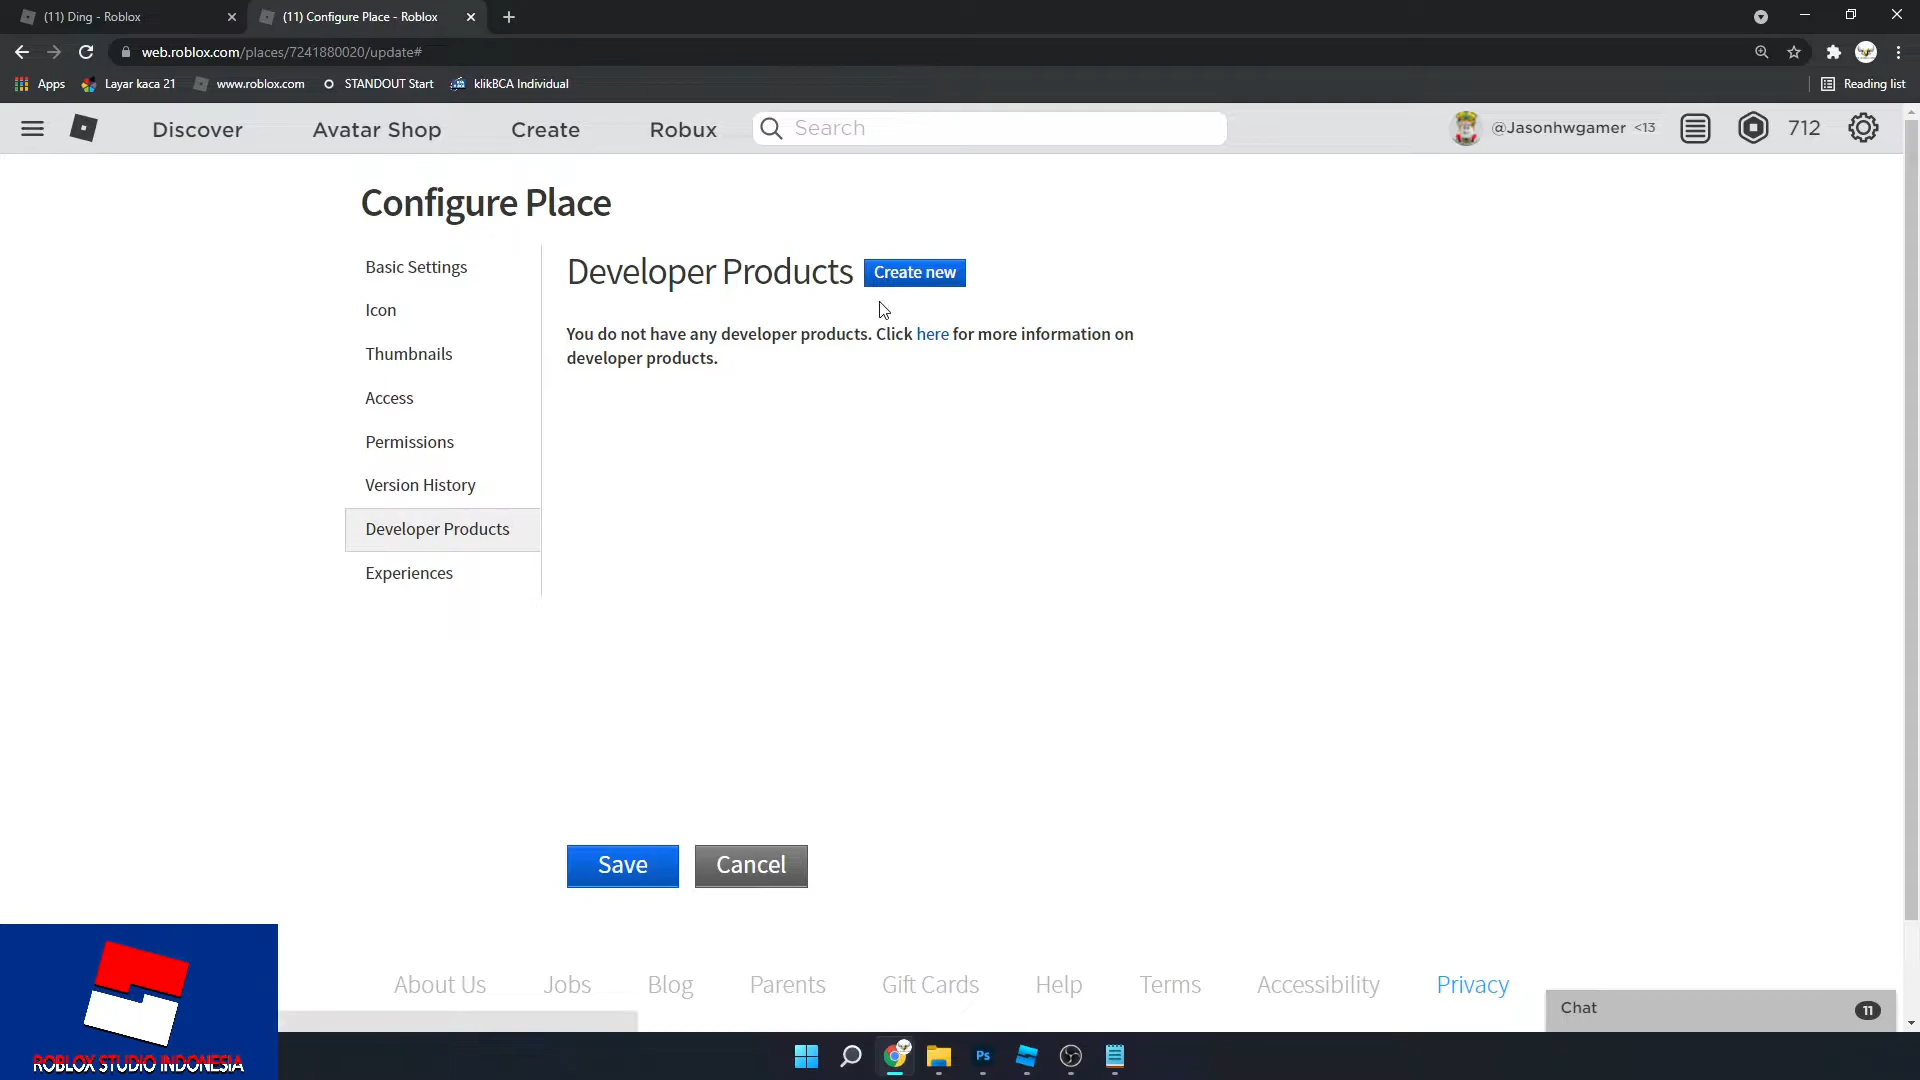 (11) Ding - Roblox
(11) Configure Place - Roblox
web.roblox.com/places/7241880020/update#
Apps
Layar kaca 21
www.roblox.com
STANDOUT Start
klikBCA Individual
Reading list
Discover
Avatar Shop
Create
Robux
Search
@Jasonhwgamer <13
712
Configure Place
Basic Settings
Icon
Thumbnails
Access
Permissions
Version History
Developer Products
Experiences
Developer Products
Create new
You do not have any developer products. Click here for more information on
developer products.
Save
Cancel
About Us
Jobs
Blog
Parents
Gift Cards
Help
Terms
Accessibility
Privacy
Chat
11
ROBLOX STUDIO INDONESIA
Ps